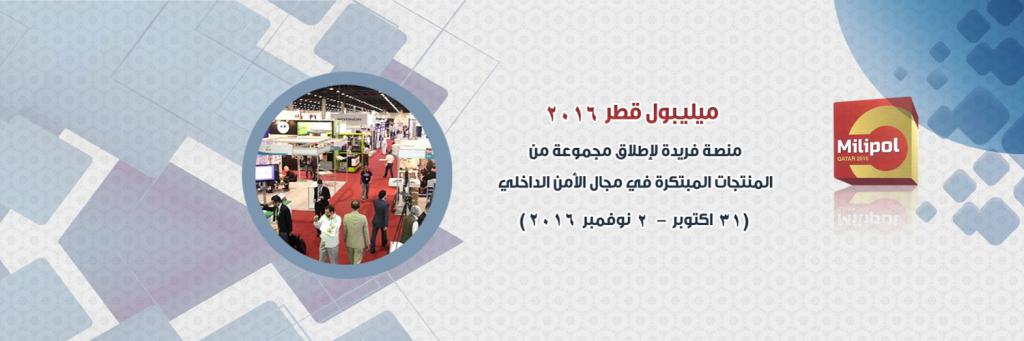 ميليبول قطر ٢٠١٦
منصة فريدة لإطلاق مجموعة من
المنتجات المبتكرة في مجال الأمن الداخلي
(٣١ اكتوبر - ٢ نوفمبر ٢٠١٦)
Milipol
QATAR 2016